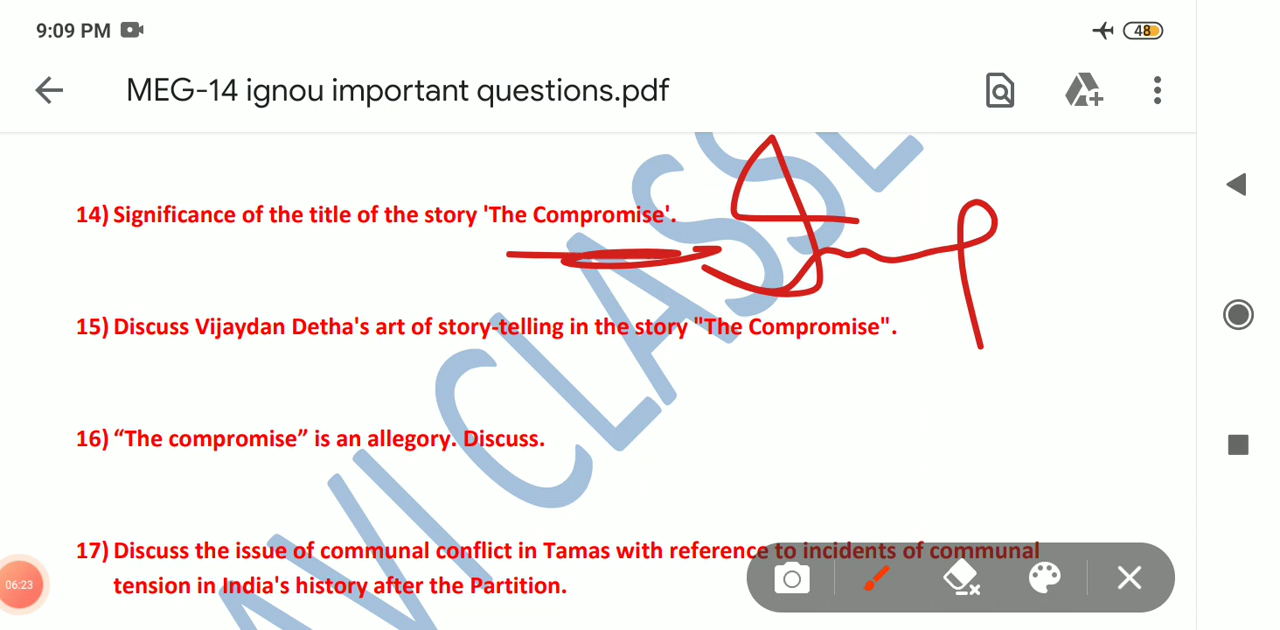 9:09 PM 48
MEG-14 ignou important questions.pdf
14) Significance of the title of the story 'The Compromise'.
15) Discuss Vijaydan Detha's art of story-telling in the story "The Compromise".
16) “The compromise” is an allegory. Discuss.
17) Discuss the issue of communal conflict in Tamas with reference to incidents of communal
tension in India's history after the Partition.
06:23
AVI CLASSE